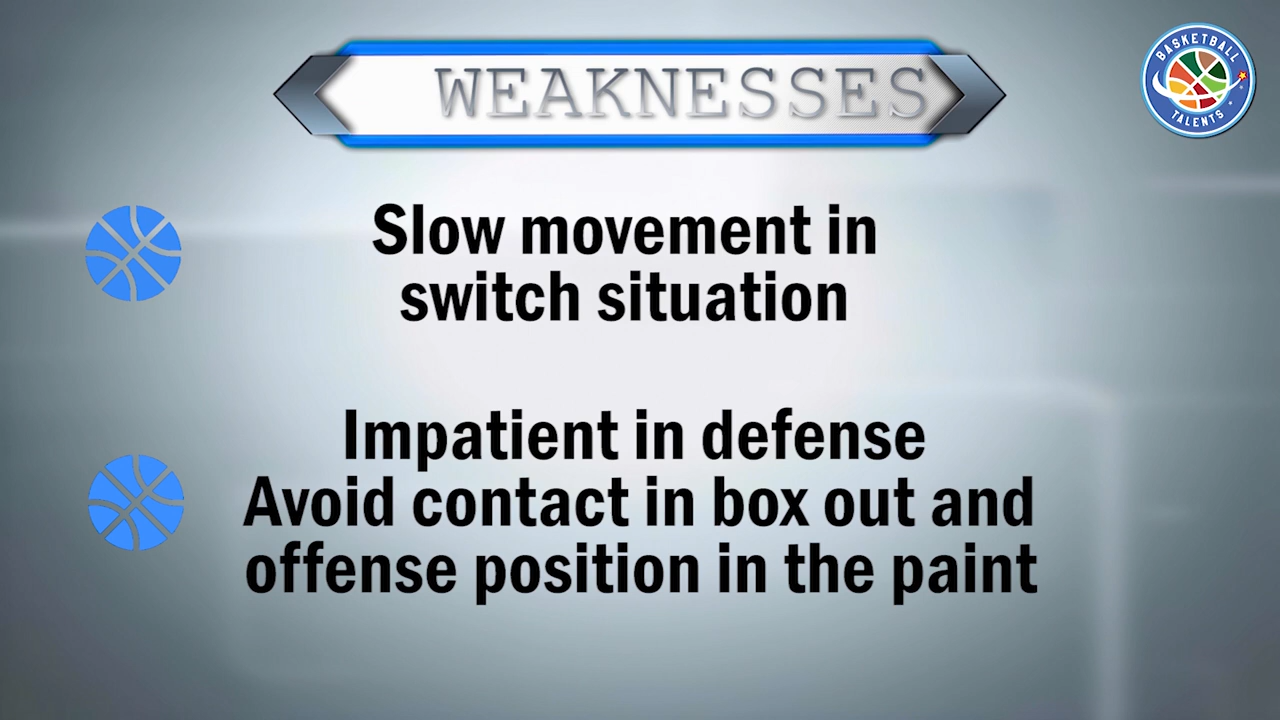 WEAKNESSES
BASKETBALL
TALENTS
Slow movement in
switch situation
Impatient in defense
Avoid contact in box out and
offense position in the paint